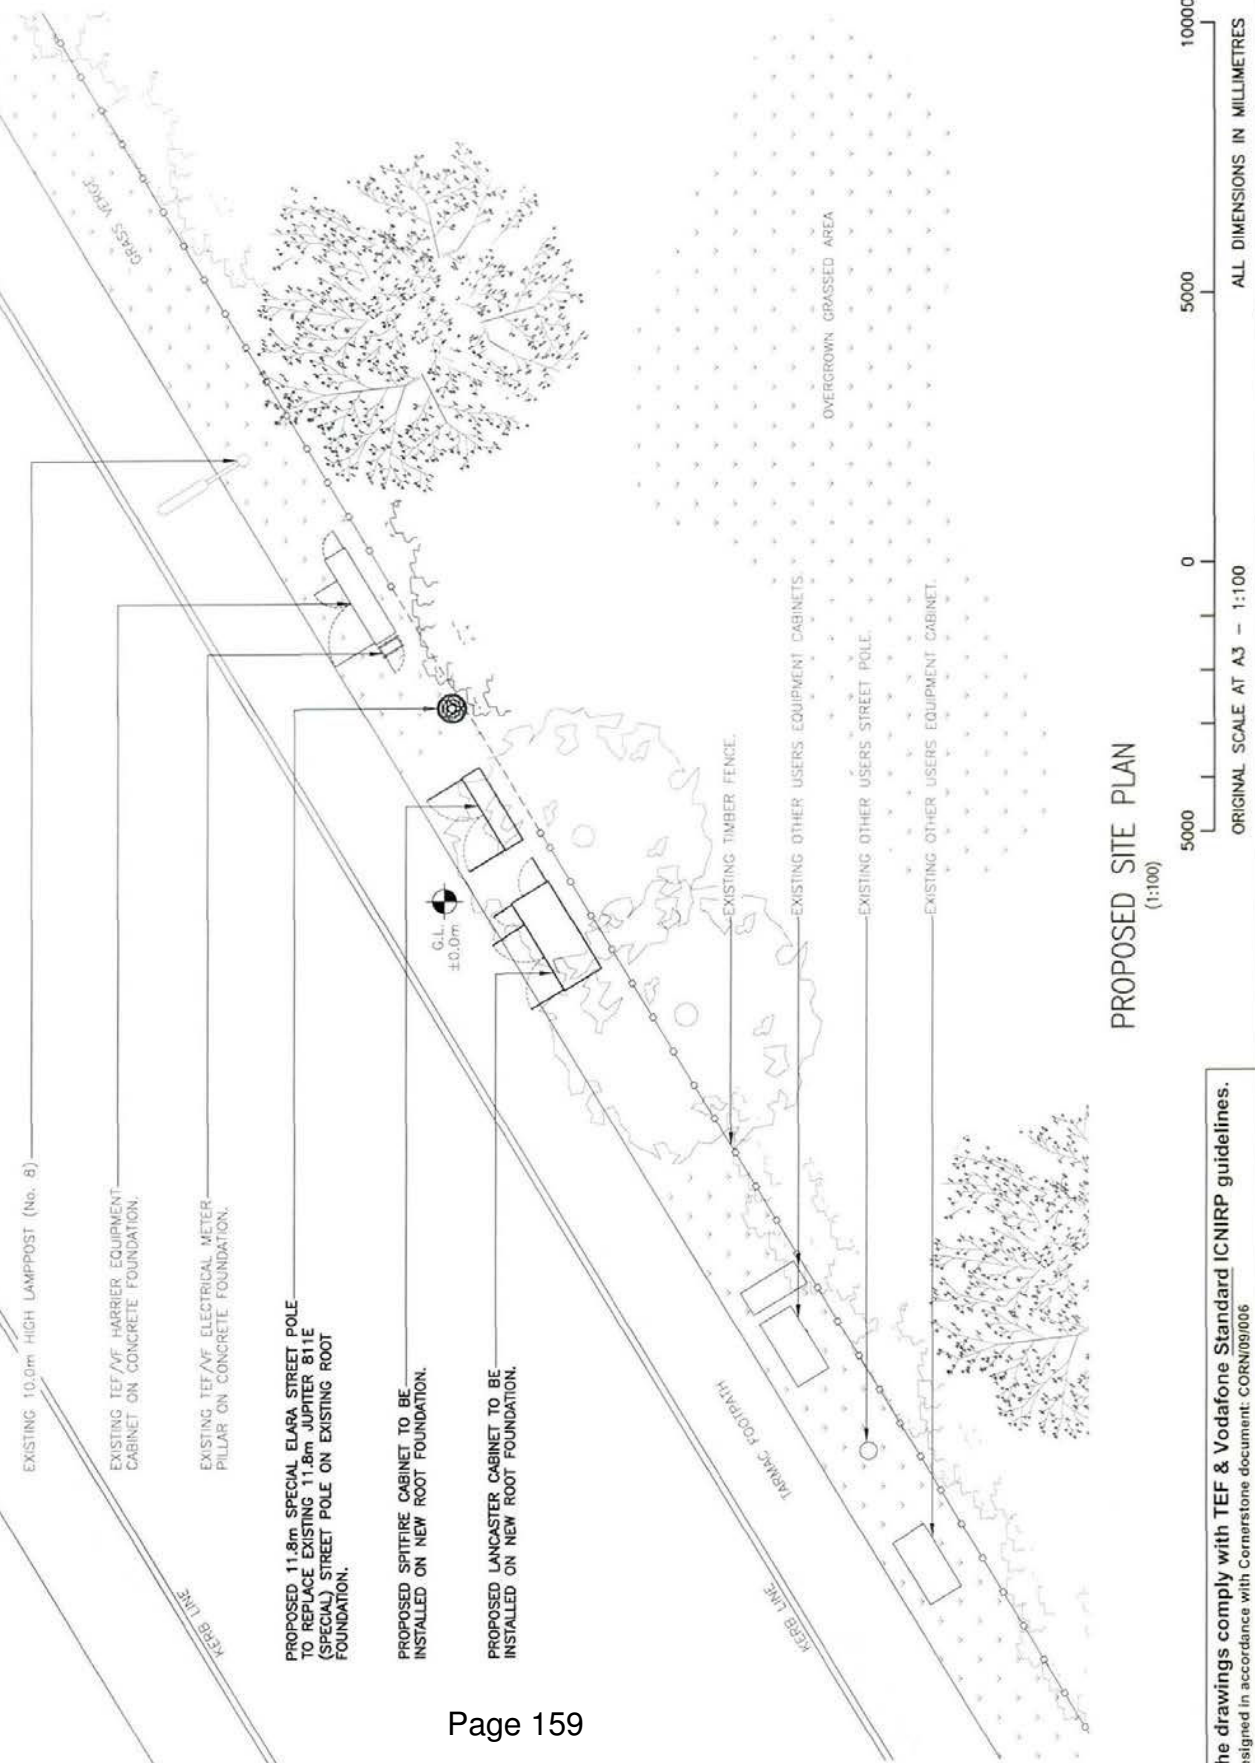 EXISTING 10.0m HIGH LAMPPOST (No. 8)
EXISTING TEF/VF HARRIER EQUIPMENT
CABINET ON CONCRETE FOUNDATION.
EXISTING TEF/VF ELECTRICAL METER
PILLAR ON CONCRETE FOUNDATION.
PROPOSED 11.8m SPECIAL ELARA STREET POLE
TO REPLACE EXISTING 11.8m JUPITER 811E
(SPECIAL) STREET POLE ON EXISTING ROOT
FOUNDATION.
PROPOSED SPITFIRE CABINET TO BE
INSTALLED ON NEW ROOT FOUNDATION.
PROPOSED LANCASTER CABINET TO BE
INSTALLED ON NEW ROOT FOUNDATION.
KERB LINE
GRASS VERGE
G.L.
±0.0m
TARMAC FOOTPATH
KERB LINE
EXISTING TIMBER FENCE.
EXISTING OTHER USERS EQUIPMENT CABINETS.
EXISTING OTHER USERS STREET POLE.
EXISTING OTHER USERS EQUIPMENT CABINET.
OVERGROWN GRASSED AREA
PROPOSED SITE PLAN
(1:100)
5000
0
5000
10000
ORIGINAL SCALE AT A3 - 1:100
ALL DIMENSIONS IN MILLIMETRES
he drawings comply with TEF & Vodafone Standard ICNIRP guidelines.
signed in accordance with Cornerstone document: CORN/09/006
Page 159